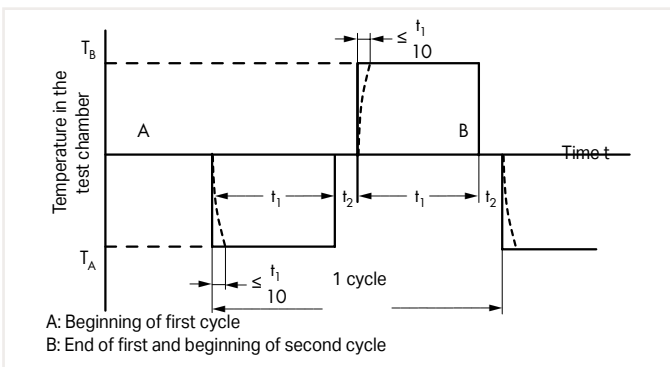 T_B
≤ t₁/10
Temperature in the
test chamber
A
B
Time t
t₁
t₂
t₁
t₂
T_A
≤ t₁/10
1 cycle
A: Beginning of first cycle
B: End of first and beginning of second cycle